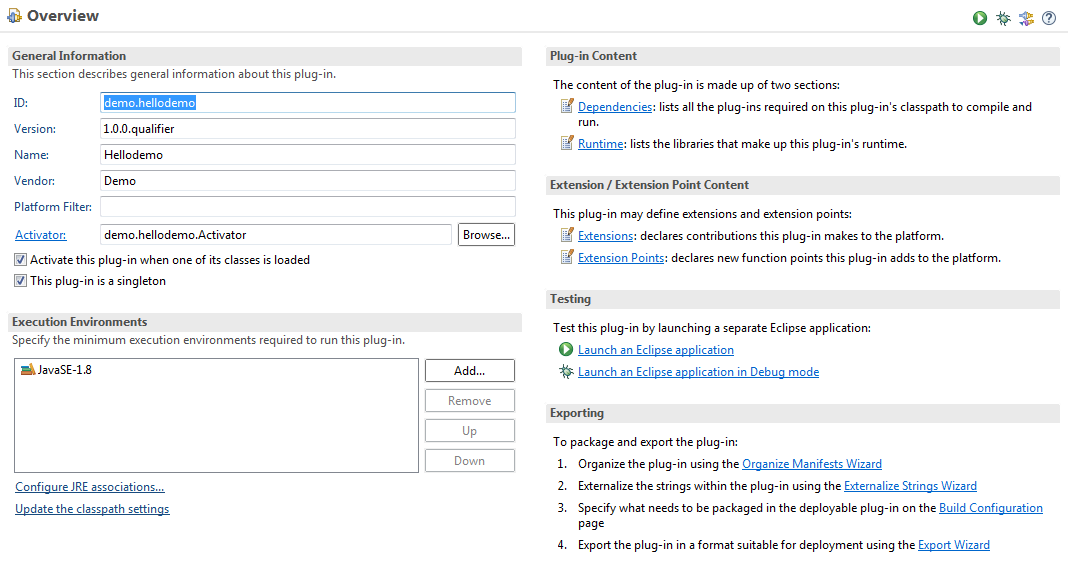 Overview
General Information
This section describes general information about this plug-in.
ID: demo.hellodemo
Version: 1.0.0.qualifier
Name: Hellodemo
Vendor: Demo
Platform Filter:
Activator: demo.hellodemo.Activator Browse...
Activate this plug-in when one of its classes is loaded
This plug-in is a singleton
Execution Environments
Specify the minimum execution environments required to run this plug-in.
JavaSE-1.8
Add...
Remove
Up
Down
Configure JRE associations...
Update the classpath settings
Plug-in Content
The content of the plug-in is made up of two sections:
Dependencies: lists all the plug-ins required on this plug-in's classpath to compile and
run.
Runtime: lists the libraries that make up this plug-in's runtime.
Extension / Extension Point Content
This plug-in may define extensions and extension points:
Extensions: declares contributions this plug-in makes to the platform.
Extension Points: declares new function points this plug-in adds to the platform.
Testing
Test this plug-in by launching a separate Eclipse application:
Launch an Eclipse application
Launch an Eclipse application in Debug mode
Exporting
To package and export the plug-in:
1. Organize the plug-in using the Organize Manifests Wizard
2. Externalize the strings within the plug-in using the Externalize Strings Wizard
3. Specify what needs to be packaged in the deployable plug-in on the Build Configuration
page
4. Export the plug-in in a format suitable for deployment using the Export Wizard